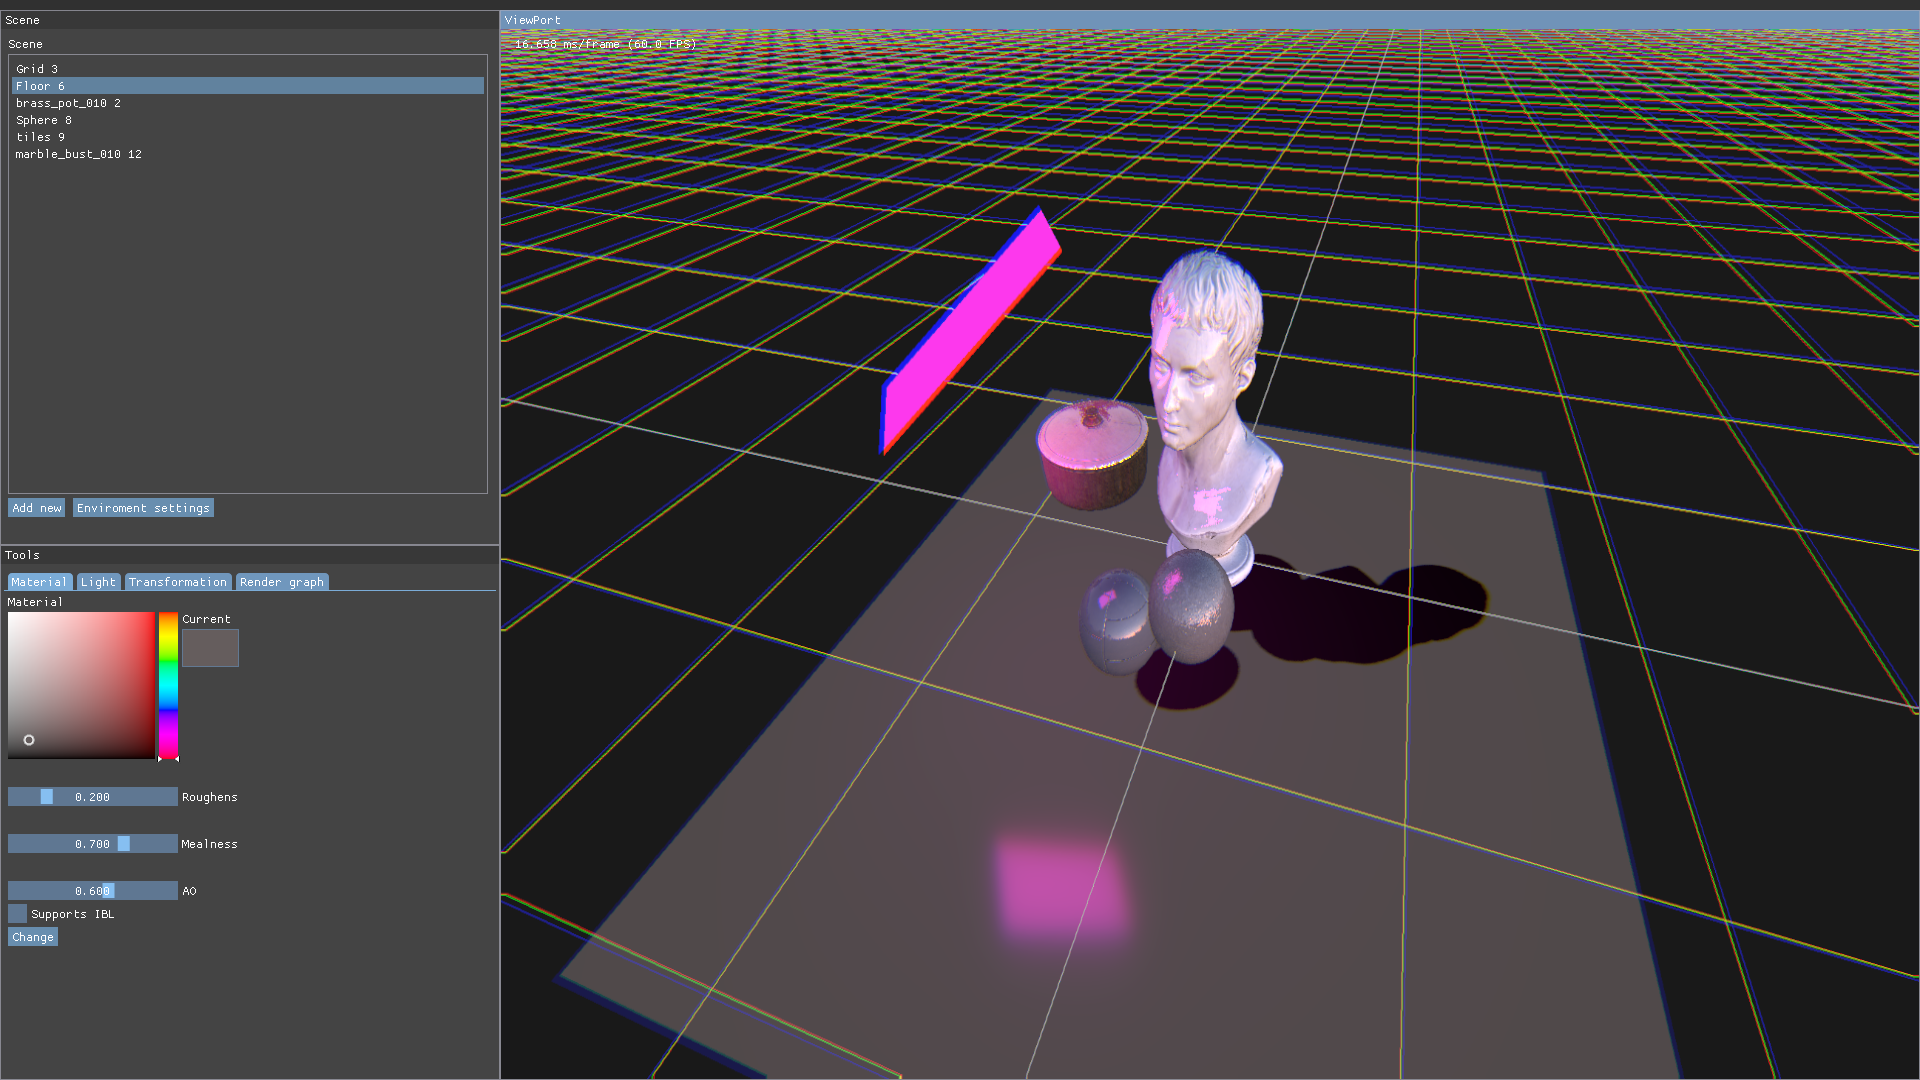 Scene
Scene
Grid 3
Floor 6
brass_pot_010 2
Sphere 8
tiles 9
marble_bust_010 12
Add new
Enviroment settings
Tools
Material
Light
Transformation
Render graph
Material
Current
0.200
Roughens
0.700
Mealness
0.600
AO
Supports IBL
Change
ViewPort
16.658 ms/frame (60.0 FPS)